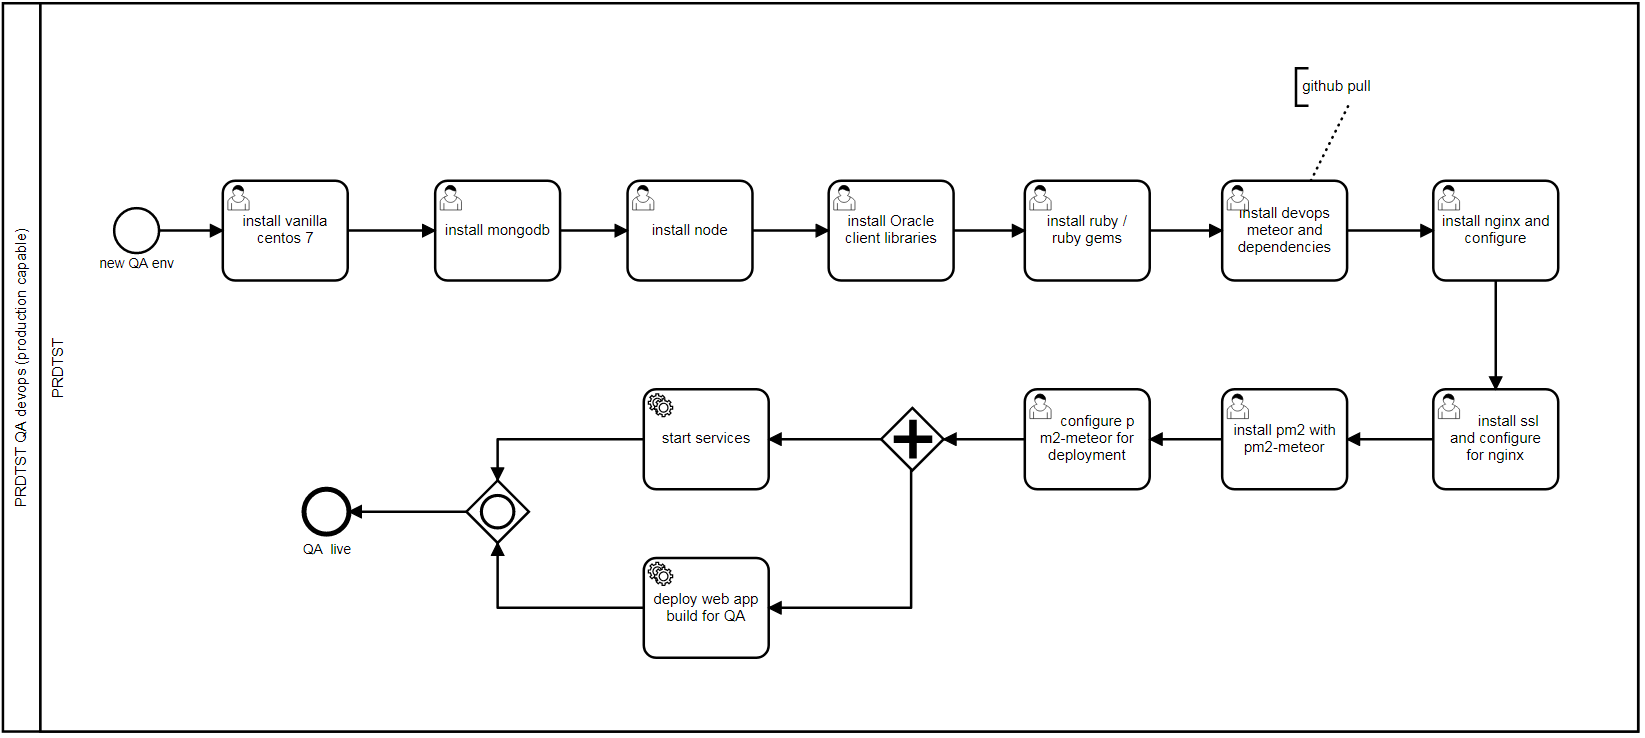 PRDTST QA devops (production capable)
PRDTST
github pull
new QA env
install vanilla
centos 7
install mongodb
install node
install Oracle
client libraries
install ruby /
ruby gems
install devops
meteor and
dependencies
install nginx and
configure
install ssl
and configure
for nginx
install pm2 with
pm2-meteor
configure p
m2-meteor for
deployment
start services
deploy web app
build for QA
QA live